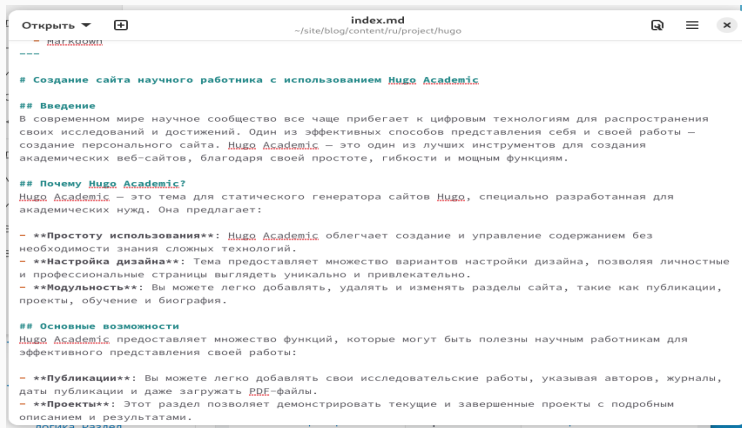 Открыть
index.md
~/site/blog/content/ru/project/hugo
- Markdown
---
# Создание сайта научного работника с использованием Hugo Academic
## Введение
В современном мире научное сообщество все чаще прибегает к цифровым технологиям для распространения
своих исследований и достижений. Один из эффективных способов представления себя и своей работы —
создание персонального сайта. Hugo Academic — это один из лучших инструментов для создания
академических веб-сайтов, благодаря своей простоте, гибкости и мощным функциям.
## Почему Hugo Academic?
Hugo Academic — это тема для статического генератора сайтов Hugo, специально разработанная для
академических нужд. Она предлагает:
- **Простоту использования**: Hugo Academic облегчает создание и управление содержанием без
необходимости знания сложных технологий.
- **Настройка дизайна**: Тема предоставляет множество вариантов настройки дизайна, позволяя личностные
и профессиональные страницы выглядеть уникально и привлекательно.
- **Модульность**: Вы можете легко добавлять, удалять и изменять разделы сайта, такие как публикации,
проекты, обучение и биография.
## Основные возможности
Hugo Academic предоставляет множество функций, которые могут быть полезны научным работникам для
эффективного представления своей работы:
- **Публикации**: Вы можете легко добавлять свои исследовательские работы, указывая авторов, журналы,
даты публикации и даже загружать PDF-файлы.
- **Проекты**: Этот раздел позволяет демонстрировать текущие и завершенные проекты с подробным
описанием и результатами.